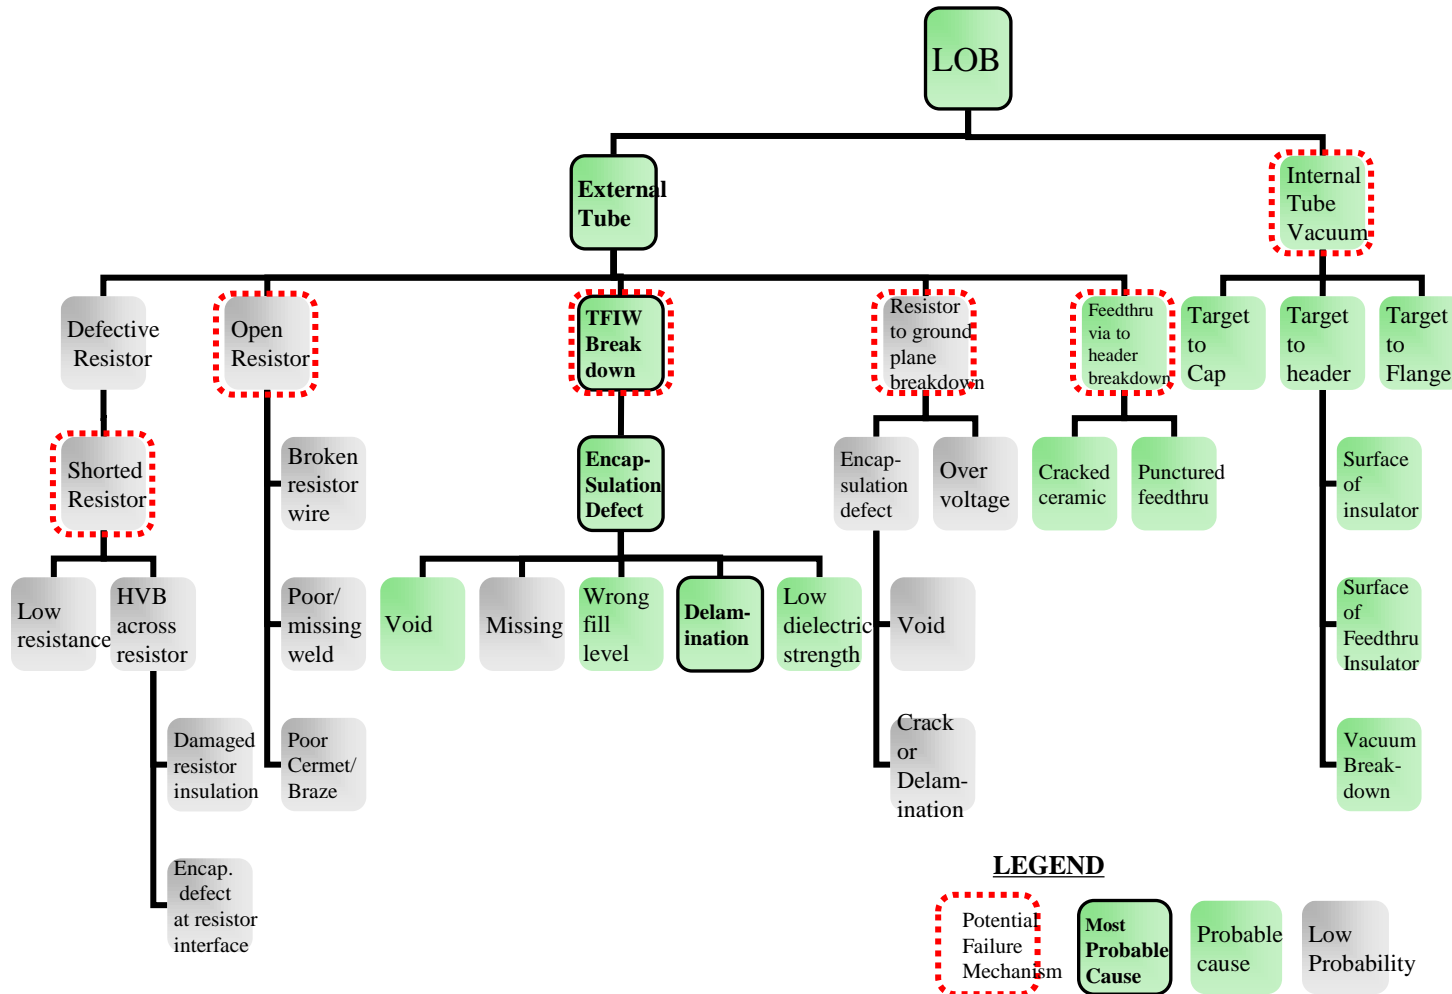 LOB
External
Tube
Internal
Tube
Vacuum
Defective
Resistor
Open
Resistor
TFIW
Break
down
Resistor
to ground
plane
breakdown
Feedthru
via to
header
breakdown
Target
to
Cap
Target
to
header
Target
to
Flange
Shorted
Resistor
Broken
resistor
wire
Encap-
Sulation
Defect
Encap-
sulation
defect
Over
voltage
Cracked
ceramic
Punctured
feedthru
Surface
of
insulator
Low
resistance
HVB
across
resistor
Poor/
missing
weld
Void
Missing
Wrong
fill
level
Delam-
ination
Low
dielectric
strength
Void
Surface
of
Feedthru
Insulator
Damaged
resistor
insulation
Poor
Cermet/
Braze
Crack
or
Delam-
ination
Vacuum
Break-
down
Encap.
defect
at resistor
interface
LEGEND
Potential
Failure
Mechanism
Most
Probable
Cause
Probable
cause
Low
Probability